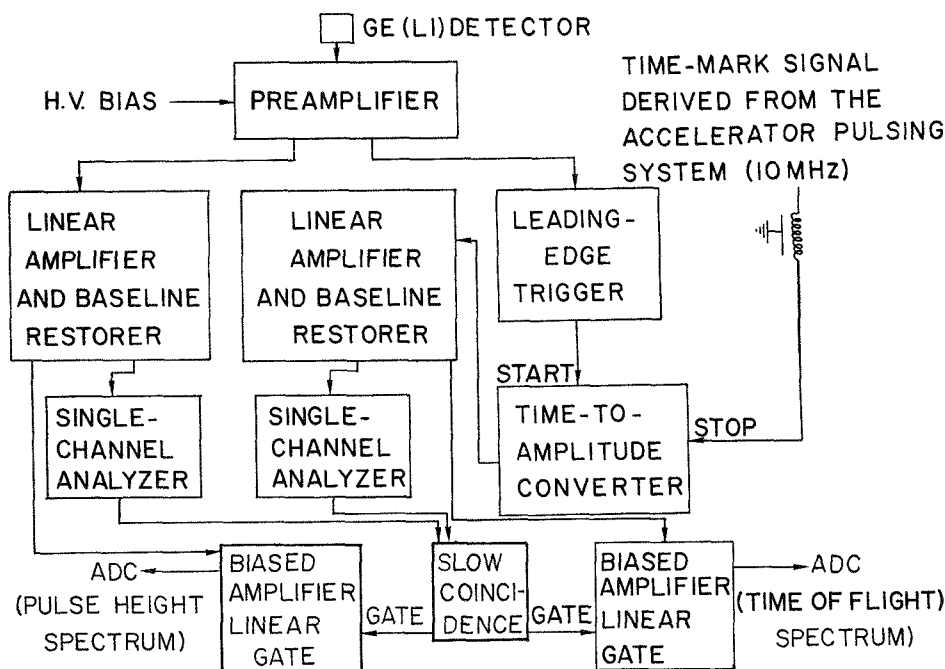 GE(LI)DETECTOR
H.V. BIAS
PREAMPLIFIER
TIME-MARK SIGNAL
DERIVED FROM THE
ACCELERATOR PULSING
SYSTEM (10MHz)
LINEAR
AMPLIFIER
AND BASELINE
RESTORER
LINEAR
AMPLIFIER
AND BASELINE
RESTORER
LEADING-
EDGE
TRIGGER
START
STOP
SINGLE-
CHANNEL
ANALYZER
SINGLE-
CHANNEL
ANALYZER
TIME-TO-
AMPLITUDE
CONVERTER
ADC
(PULSE HEIGHT
SPECTRUM)
BIASED
AMPLIFIER
LINEAR
GATE
GATE
SLOW
COINCI-
DENCE
GATE
BIASED
AMPLIFIER
LINEAR
GATE
ADC
(TIME OF FLIGHT)
SPECTRUM)